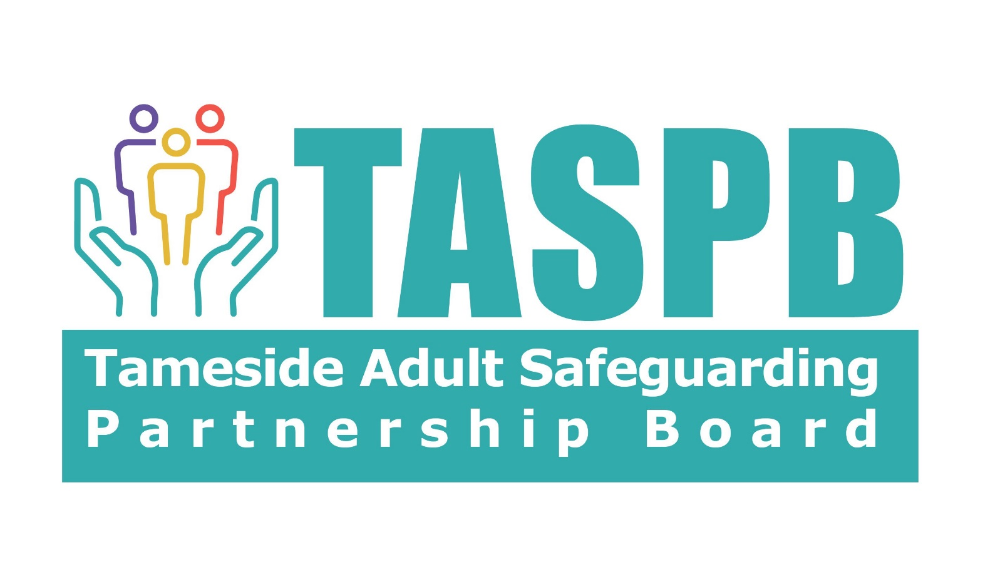 TASPB
Tameside Adult Safeguarding
Partnership Board